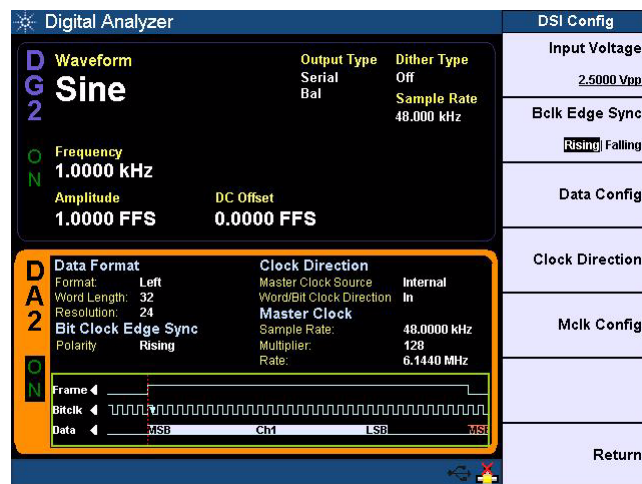 Digital Analyzer
DSI Config
DG2
ON
Waveform
Sine
Output Type
Serial
Bal
Dither Type
Off
Sample Rate
48.000 kHz
Frequency
1.0000 kHz
Amplitude
1.0000 FFS
DC Offset
0.0000 FFS
DA2
ON
Data Format
Format: Left
Word Length: 32
Resolution: 24
Bit Clock Edge Sync
Polarity Rising
Clock Direction
Master Clock Source Internal
Word/Bit Clock Direction In
Master Clock
Sample Rate: 48.0000 kHz
Multiplier: 128
Rate: 6.1440 MHz
Frame
Bitclk
Data MSB Ch1 LSB MSB
Input Voltage
2.5000 Vpp
Bclk Edge Sync
Rising Falling
Data Config
Clock Direction
Mclk Config
Return